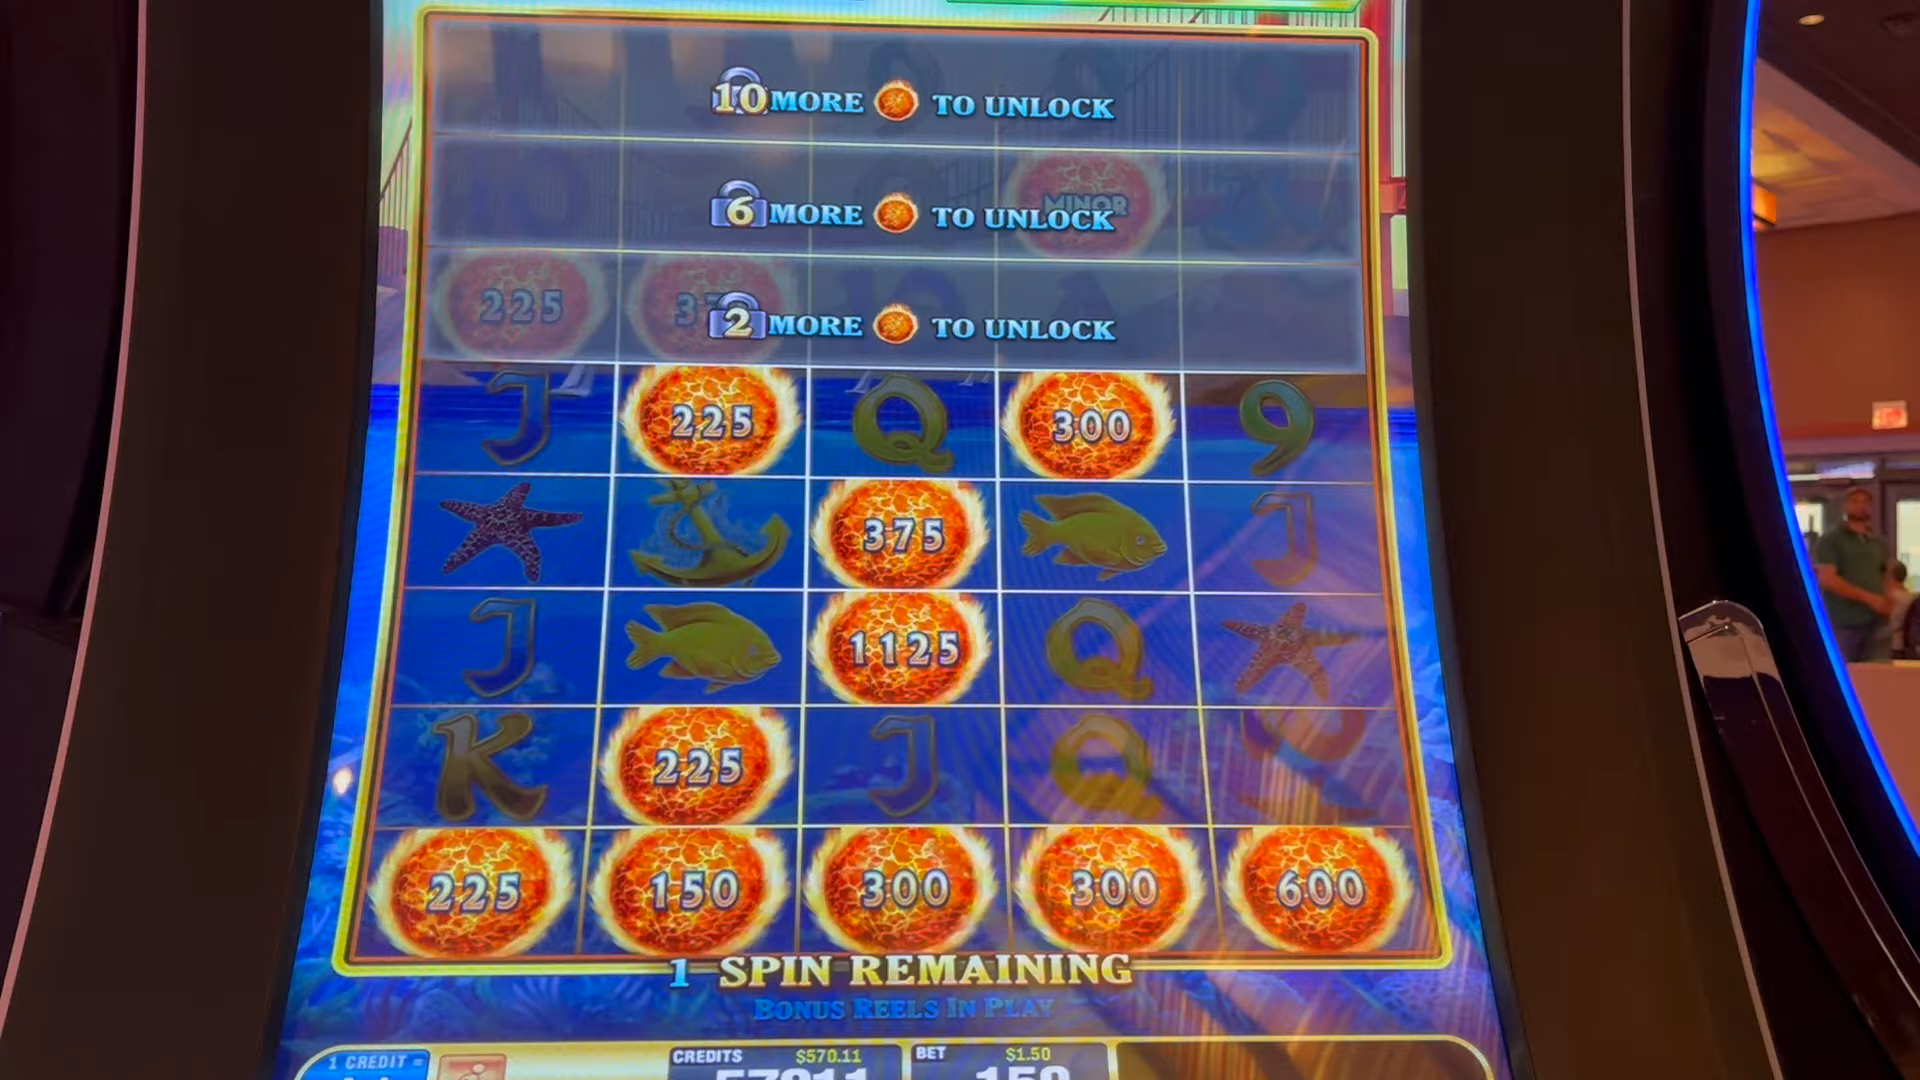 10 MORE TO UNLOCK
MINOR
6 MORE TO UNLOCK
225
2 MORE TO UNLOCK
J 225 Q 300 9
375 J
J 1125 Q
K 225 J Q
225 150 300 300 600
1 SPIN REMAINING
BONUS REELS IN PLAY
1 CREDIT =
CREDITS $570.11
BET $1.50